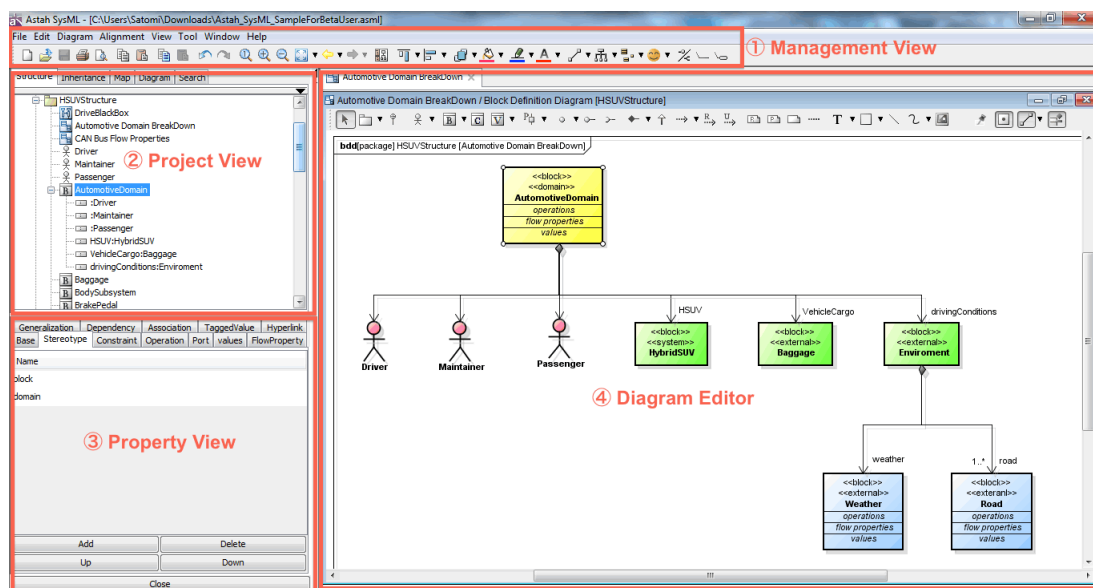 Astah SysML - [C:\Users\Satomi\Downloads\Astah_SysML_SampleForBetaUser.asml]
File Edit Diagram Alignment View Tool Window Help
① Management View
Structure Inheritance Map Diagram Search
HSUVStructure
DriveBlackBox
Automotive Domain BreakDown
CAN Bus Flow Properties
Driver
Maintainer
Passenger
② Project View
AutomotiveDomain
:Driver
:Maintainer
:Passenger
HSUV:HybridSUV
VehicleCargo:Baggage
drivingConditions:Enviroment
Baggage
BodySubsystem
BrakePedal
Generalization Dependency Association TaggedValue Hyperlink
Base Stereotype Constraint Operation Port values FlowProperty
Name
block
domain
③ Property View
Add Delete
Up Down
Close
Automotive Domain BreakDown
Automotive Domain BreakDown / Block Definition Diagram [HSUVStructure]
bdd[package] HSUVStructure [Automotive Domain BreakDown]
<<block>>
<<domain>>
AutomotiveDomain
operations
flow properties
values
HSUV VehicleCargo drivingConditions
Driver
Maintainer
Passenger
<<block>>
<<system>>
HybridSUV
<<block>>
<<external>>
Baggage
<<block>>
<<external>>
Enviroment
④ Diagram Editor
weather 1..* road
<<block>>
<<external>>
Weather
operations
flow properties
values
<<block>>
<<exteranl>>
Road
operations
flow properties
values